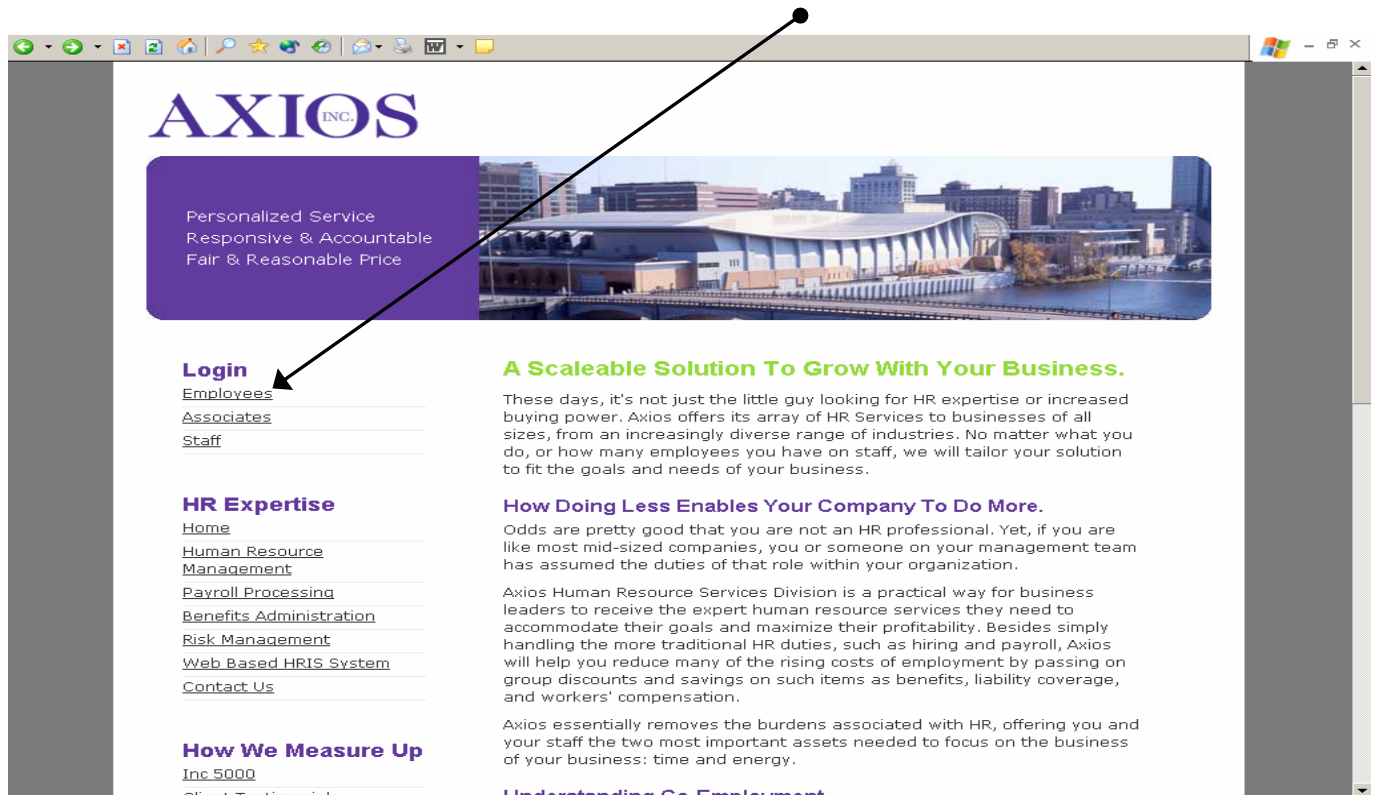 AXIOS
INC.
Personalized Service
Responsive & Accountable
Fair & Reasonable Price
Login
Employees
Associates
Staff
HR Expertise
Home
Human Resource
Management
Payroll Processing
Benefits Administration
Risk Management
Web Based HRIS System
Contact Us
How We Measure Up
Inc 5000
Client Testimonials
A Scaleable Solution To Grow With Your Business.
These days, it's not just the little guy looking for HR expertise or increased
buying power. Axios offers its array of HR Services to businesses of all
sizes, from an increasingly diverse range of industries. No matter what you
do, or how many employees you have on staff, we will tailor your solution
to fit the goals and needs of your business.
How Doing Less Enables Your Company To Do More.
Odds are pretty good that you are not an HR professional. Yet, if you are
like most mid-sized companies, you or someone on your management team
has assumed the duties of that role within your organization.
Axios Human Resource Services Division is a practical way for business
leaders to receive the expert human resource services they need to
accommodate their goals and maximize their profitability. Besides simply
handling the more traditional HR duties, such as hiring and payroll, Axios
will help you reduce many of the rising costs of employment by passing on
group discounts and savings on such items as benefits, liability coverage,
and workers' compensation.
Axios essentially removes the burdens associated with HR, offering you and
your staff the two most important assets needed to focus on the business
of your business: time and energy.
Understanding Co-Employment